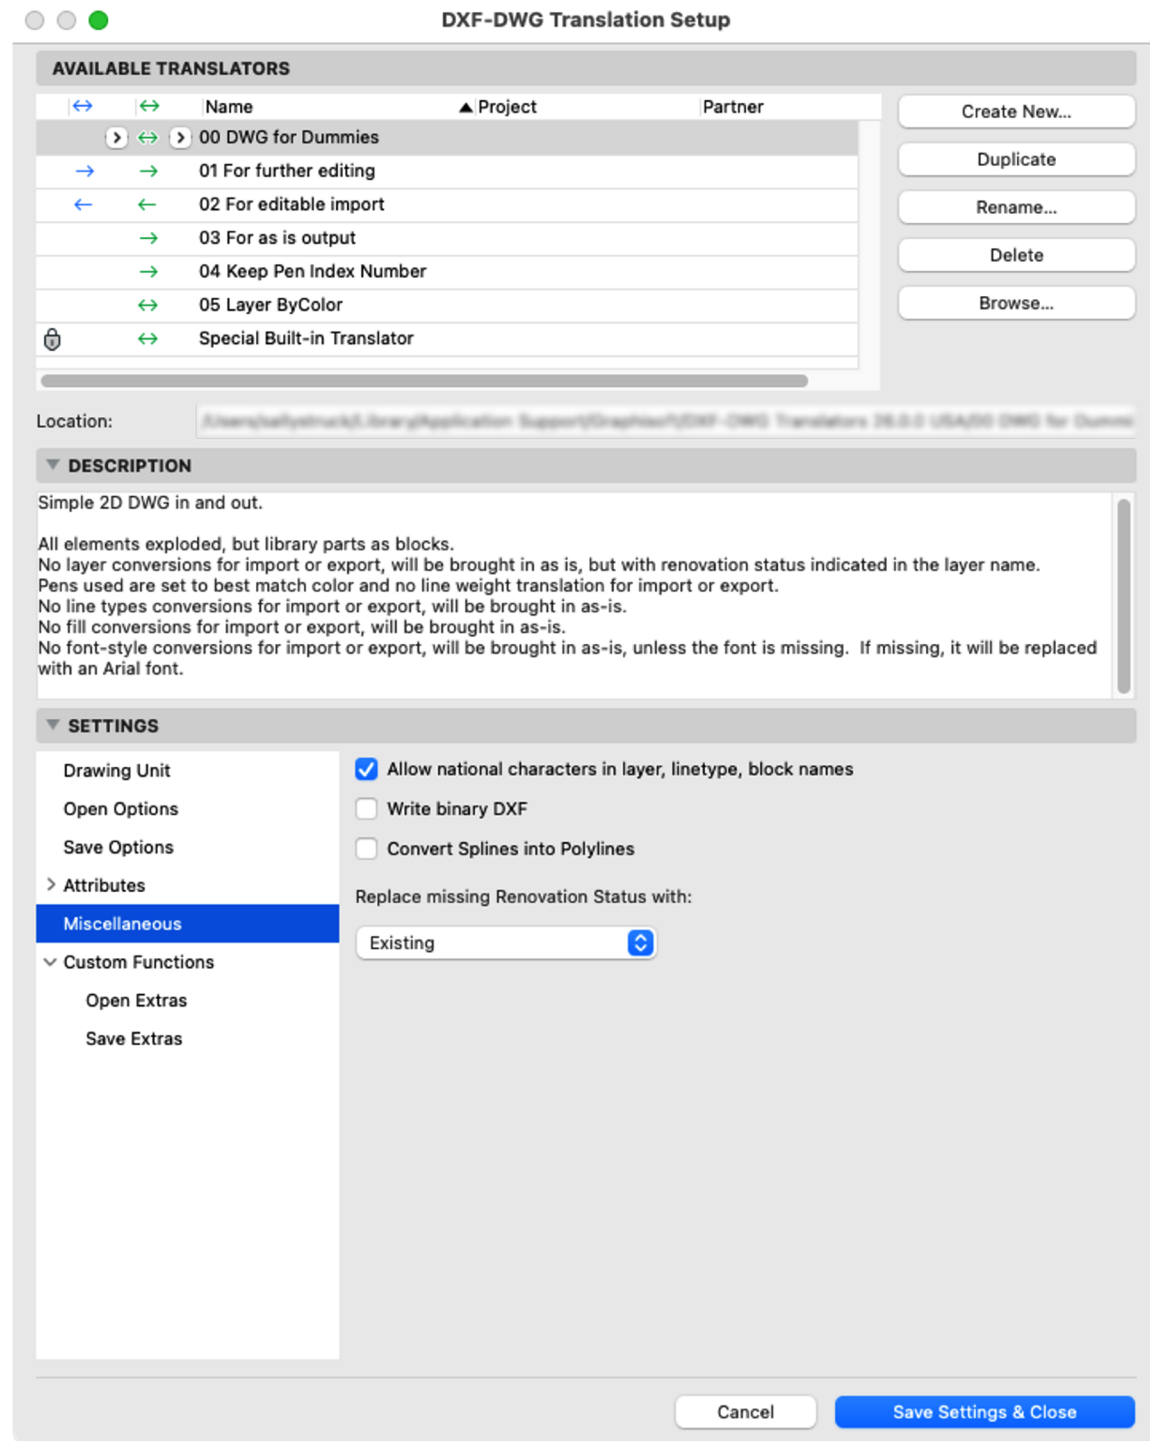 DXF-DWG Translation Setup
AVAILABLE TRANSLATORS
Name Project Partner
00 DWG for Dummies
01 For further editing
02 For editable import
03 For as is output
04 Keep Pen Index Number
05 Layer ByColor
Special Built-in Translator
Create New...
Duplicate
Rename...
Delete
Browse...
Location:
DESCRIPTION
Simple 2D DWG in and out.
All elements exploded, but library parts as blocks.
No layer conversions for import or export, will be brought in as is, but with renovation status indicated in the layer name.
Pens used are set to best match color and no line weight translation for import or export.
No line types conversions for import or export, will be brought in as-is.
No fill conversions for import or export, will be brought in as-is.
No font-style conversions for import or export, will be brought in as-is, unless the font is missing.  If missing, it will be replaced
with an Arial font.
SETTINGS
Drawing Unit
Open Options
Save Options
Attributes
Miscellaneous
Custom Functions
Open Extras
Save Extras
Allow national characters in layer, linetype, block names
Write binary DXF
Convert Splines into Polylines
Replace missing Renovation Status with:
Existing
Cancel
Save Settings & Close